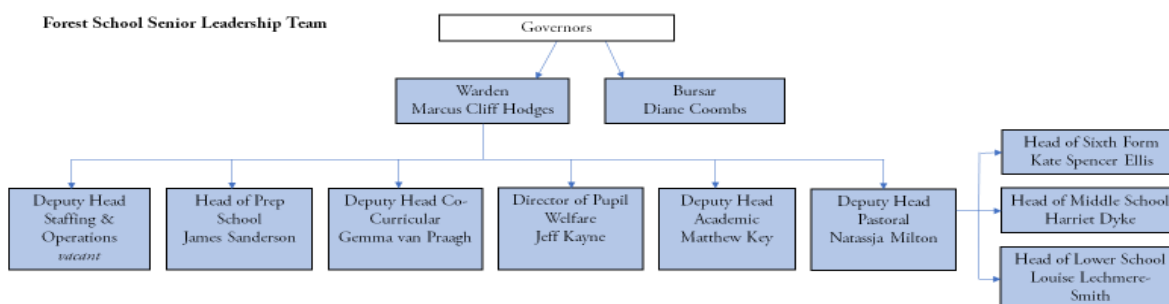 Forest School Senior Leadership Team
Governors
Warden
Marcus Cliff Hodges
Bursar
Diane Coombs
Deputy Head
Staffing &
Operations
vacant
Head of Prep
School
James Sanderson
Deputy Head Co-
Curricular
Gemma van Praagh
Director of Pupil
Welfare
Jeff Kayne
Deputy Head
Academic
Matthew Key
Deputy Head
Pastoral
Natassja Milton
Head of Sixth Form
Kate Spencer Ellis
Head of Middle School
Harriet Dyke
Head of Lower School
Louise Lechmere-
Smith